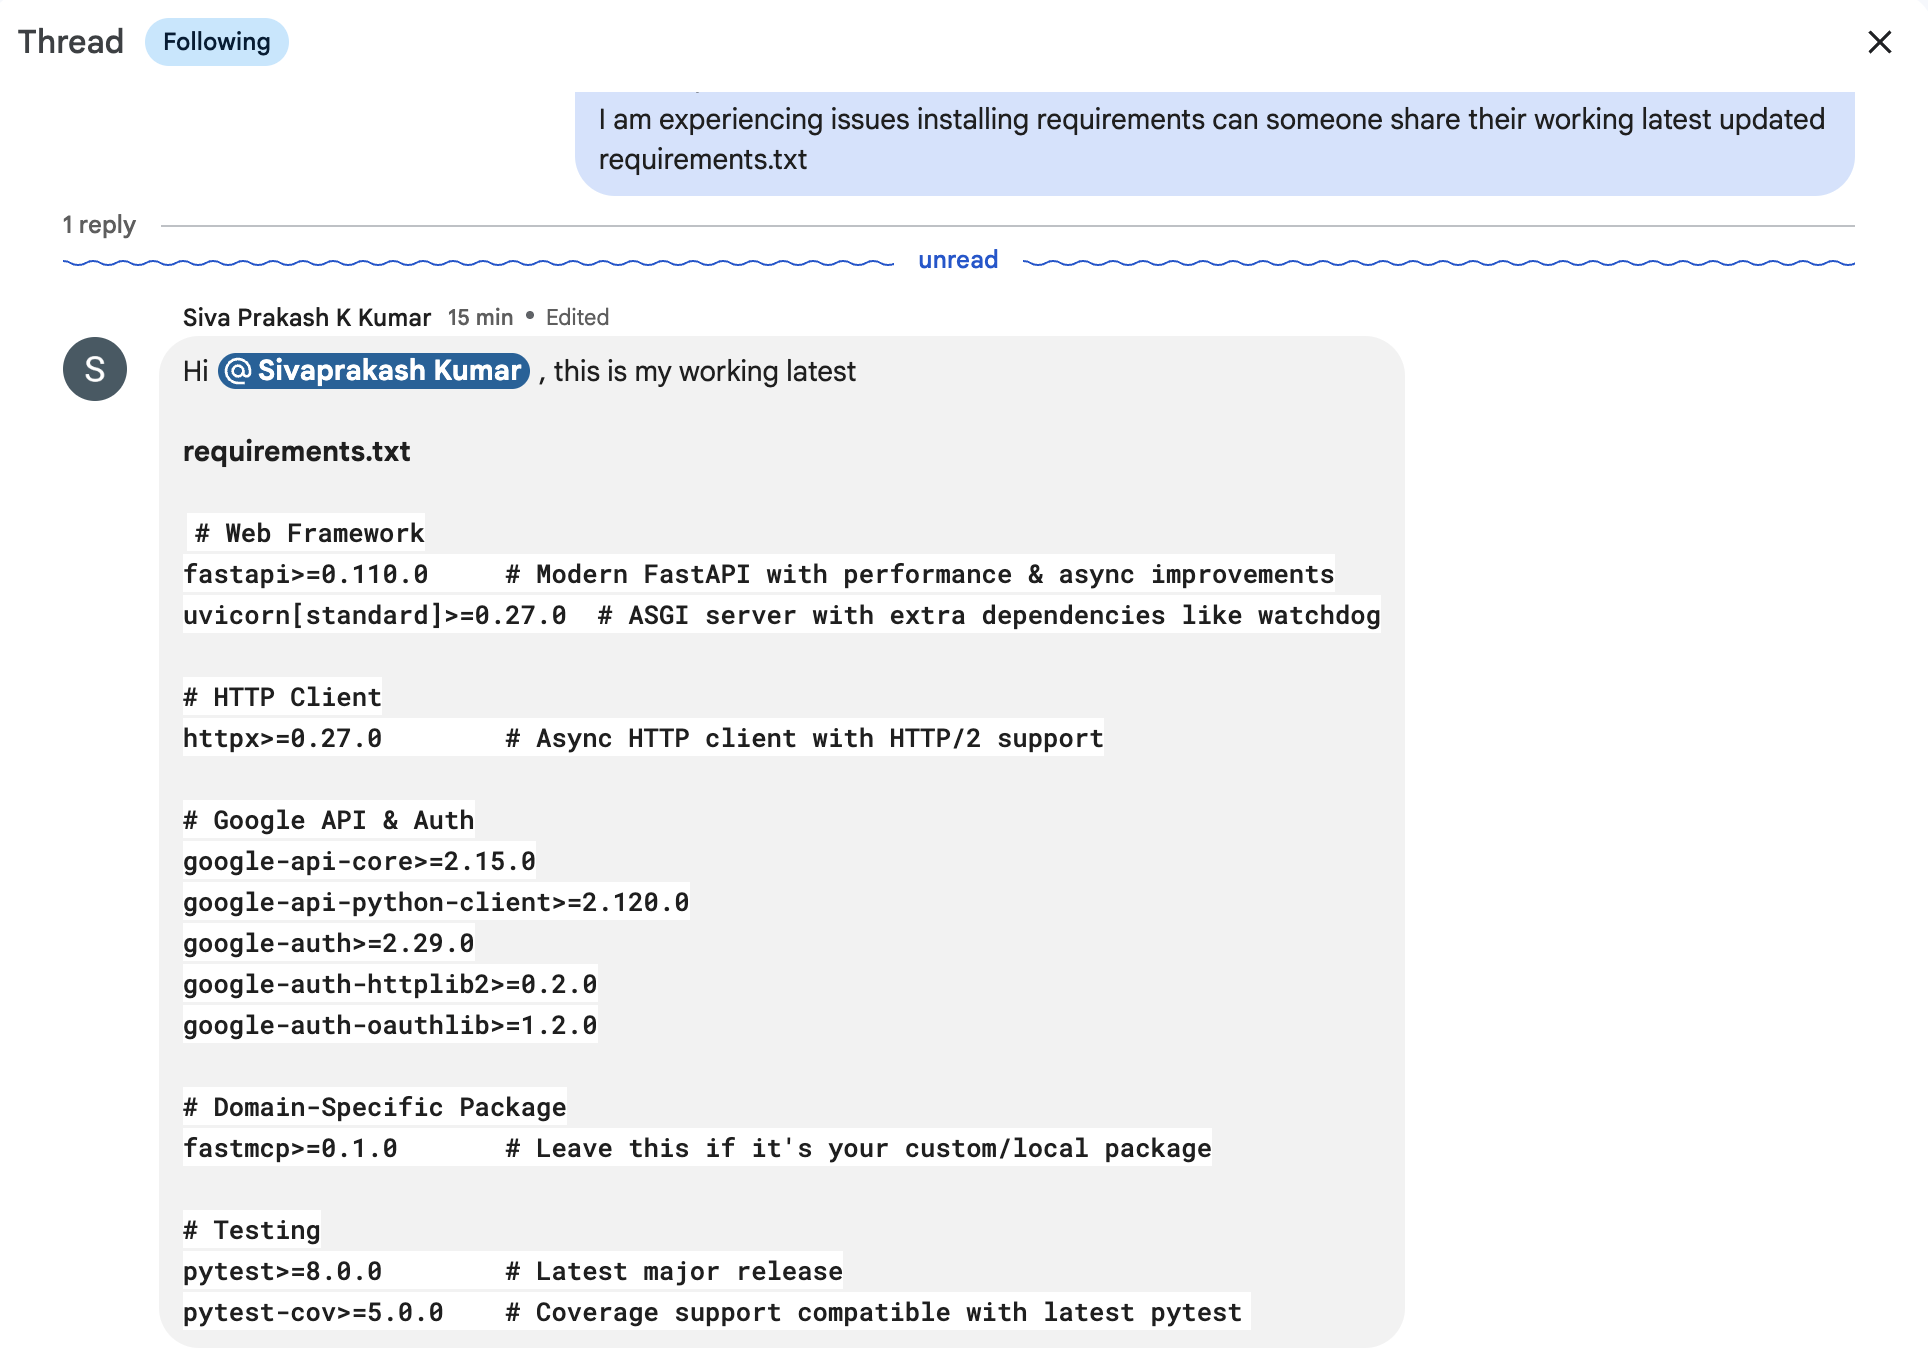 Thread Following
I am experiencing issues installing requirements can someone share their working latest updated
requirements.txt
1 reply
unread
Siva Prakash K Kumar 15 min • Edited
S
Hi @Sivaprakash Kumar , this is my working latest
requirements.txt
# Web Framework
fastapi>=0.110.0     # Modern FastAPI with performance & async improvements
uvicorn[standard]>=0.27.0  # ASGI server with extra dependencies like watchdog
# HTTP Client
httpx>=0.27.0        # Async HTTP client with HTTP/2 support
# Google API & Auth
google-api-core>=2.15.0
google-api-python-client>=2.120.0
google-auth>=2.29.0
google-auth-httplib2>=0.2.0
google-auth-oauthlib>=1.2.0
# Domain-Specific Package
fastmcp>=0.1.0       # Leave this if it's your custom/local package
# Testing
pytest>=8.0.0        # Latest major release
pytest-cov>=5.0.0    # Coverage support compatible with latest pytest